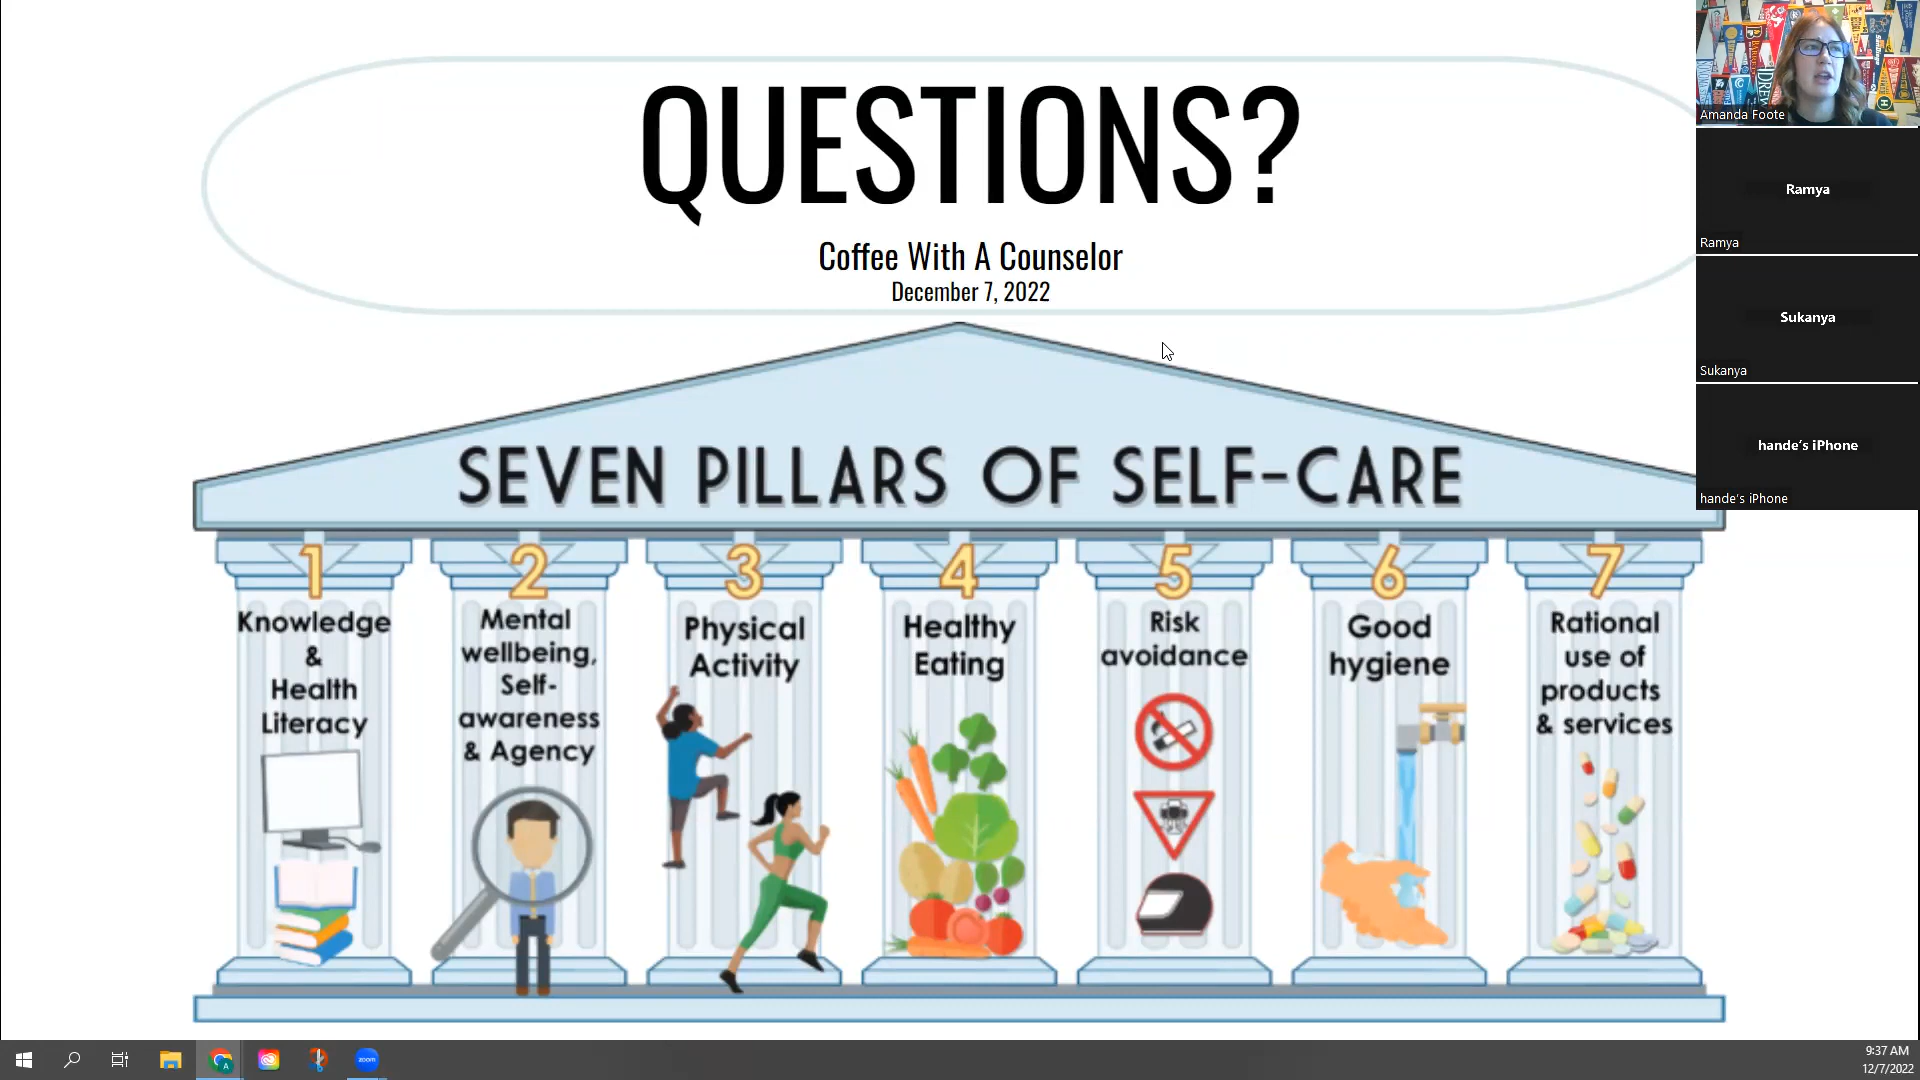 QUESTIONS?
Coffee With A Counselor
December 7, 2022
SEVEN PILLARS OF SELF-CARE
1
Knowledge
&
Health
Literacy
2
Mental
wellbeing,
Self-
awareness
& Agency
3
Physical
Activity
4
Healthy
Eating
5
Risk
avoidance
6
Good
hygiene
7
Rational
use of
products
& services
Amanda Foote
Ramya
Ramya
Sukanya
Sukanya
hande's iPhone
hande's iPhone
zoom
9:37 AM
12/7/2022